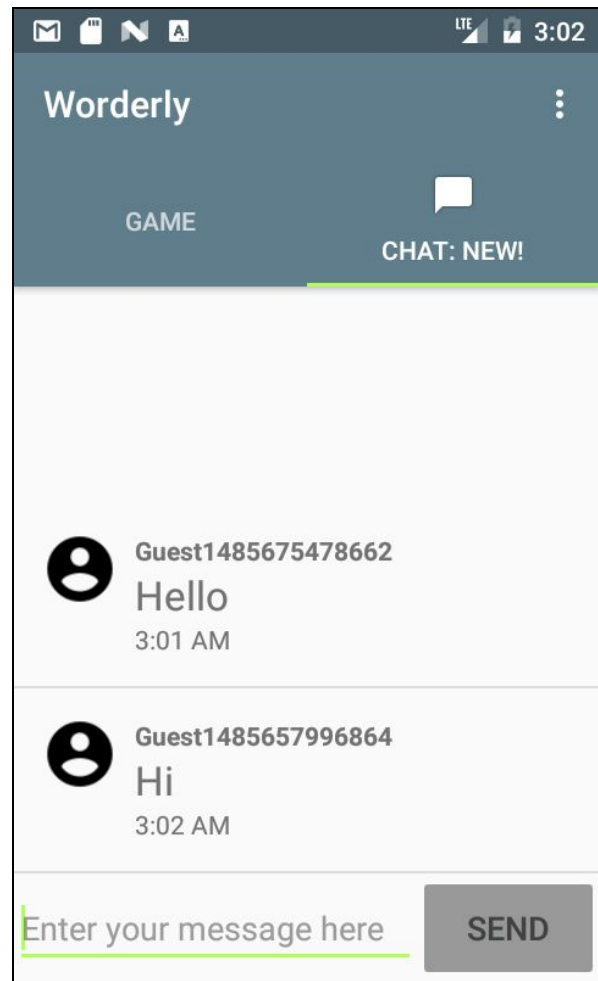 LTE 3:02
Worderly
GAME
CHAT: NEW!
Guest1485675478662
Hello
3:01 AM
Guest1485657996864
Hi
3:02 AM
Enter your message here SEND